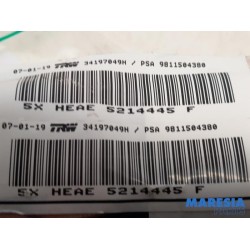 07-01-19 TRW 34197049H / PSA 9811504380
5X HEAE 5214445 F
07-01-19 TRW 34197049H / PSA 9811504380
5X HEAE 5214445 F
MARESIA